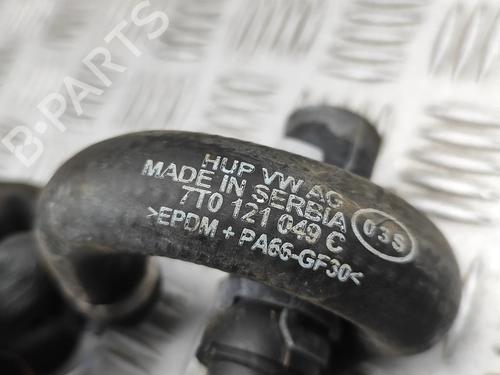 B-PARTS
HUP VW AG
MADE IN SERBIA
7T0 121 049 C
03S
>EPDM + PA66-GF30<